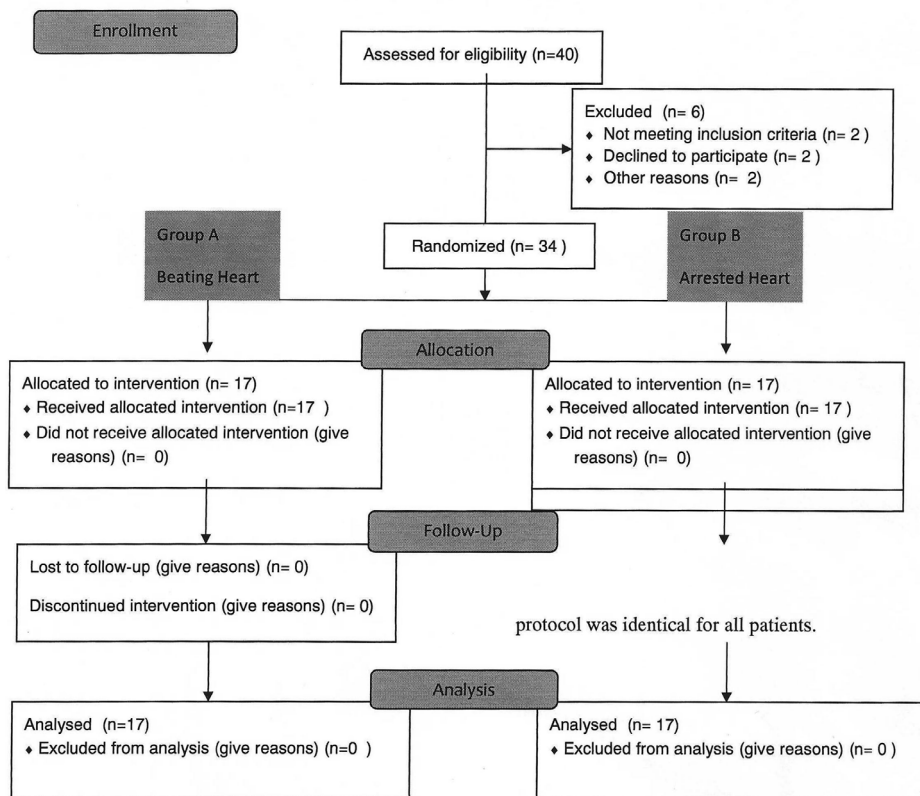 Enrollment
Assessed for eligibility (n=40)
Excluded (n= 6)
♦ Not meeting inclusion criteria (n= 2 )
♦ Declined to participate (n= 2 )
♦ Other reasons (n= 2)
Randomized (n= 34 )
Group A
Beating Heart
Group B
Arrested Heart
Allocation
Allocated to intervention (n= 17)
♦ Received allocated intervention (n=17 )
♦ Did not receive allocated intervention (give
reasons) (n= 0)
Allocated to intervention (n= 17)
♦ Received allocated intervention (n= 17 )
♦ Did not receive allocated intervention (give
reasons) (n= 0)
Follow-Up
Lost to follow-up (give reasons) (n= 0)
Discontinued intervention (give reasons) (n= 0)
protocol was identical for all patients.
Analysis
Analysed (n=17)
♦ Excluded from analysis (give reasons) (n=0 )
Analysed (n= 17)
♦ Excluded from analysis (give reasons) (n= 0 )